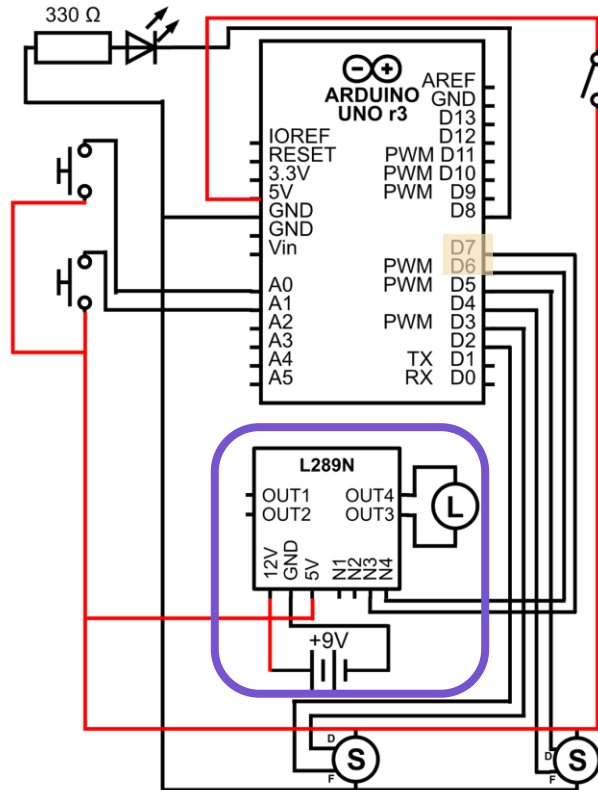 330 Ω
ARDUINO
UNO r3
IOREF
RESET
3.3V
5V
GND
GND
Vin
A0
A1
A2
A3
A4
A5
AREF
GND
D13
D12
PWM D11
PWM D10
PWM D9
D8
D7
PWM D6
PWM D5
D4
PWM D3
D2
TX D1
RX D0
L289N
OUT1
OUT2
OUT4
OUT3
L
12V
GND
5V
N1
N2
N3
N4
+9V
D
S
F
D
S
F